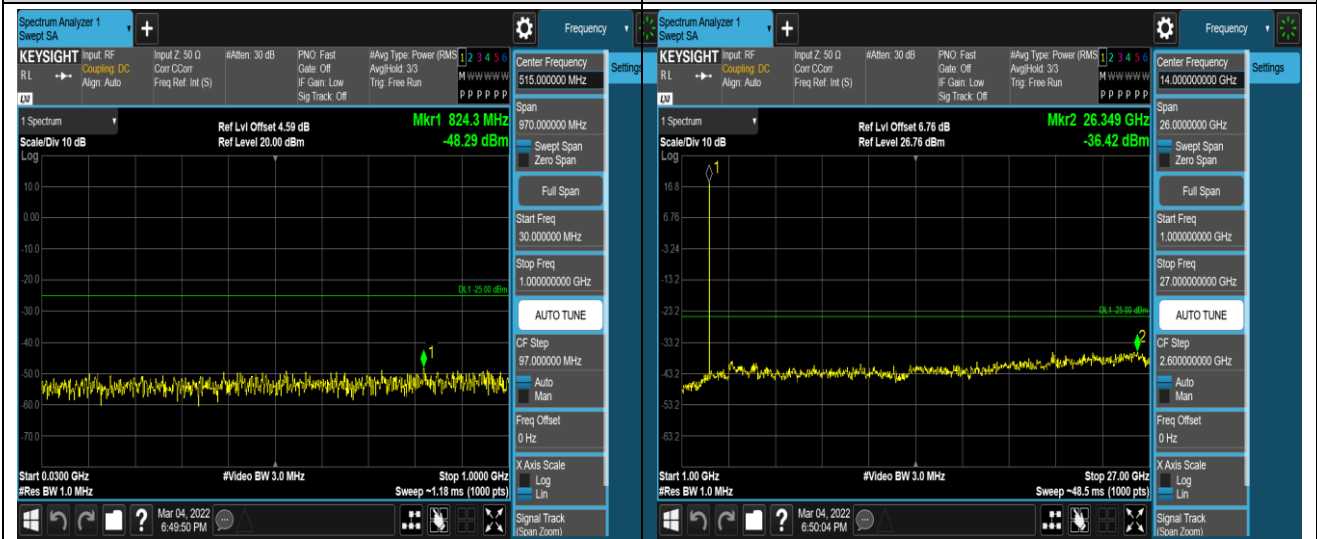 Spectrum Analyzer 1
Swept SA
+
Frequency
KEYSIGHT
RL
LXI
Input: RF
Coupling: DC
Align: Auto
Input Z: 50 Ω
Corr CCorr
Freq Ref: Int (S)
#Atten: 30 dB
PNO: Fast
Gate: Off
IF Gain: Low
Sig Track: Off
#Avg Type: Power (RMS
Avg|Hold: 3/3
Trig: Free Run
1 2 3 4 5 6
M W W W W W
P P P P P P
Center Frequency
515.000000 MHz
Settings
1 Spectrum
Scale/Div 10 dB
Log
Ref Lvl Offset 4.59 dB
Ref Level 20.00 dBm
Mkr1 824.3 MHz
-48.29 dBm
Span
970.000000 MHz
Swept Span
Zero Span
Full Span
Start Freq
30.000000 MHz
Stop Freq
1.000000000 GHz
AUTO TUNE
CF Step
97.000000 MHz
Auto
Man
Freq Offset
0 Hz
X Axis Scale
Log
Lin
Signal Track
(Span Zoom)
10.0
0.00
-10.0
-20.0
DL1 -25.00 dBm
-30.0
-40.0
1
-50.0
-60.0
-70.0
Start 0.0300 GHz
#Res BW 1.0 MHz
#Video BW 3.0 MHz
Stop 1.0000 GHz
Sweep ~1.18 ms (1000 pts)
?
Mar 04, 2022
6:49:50 PM
Spectrum Analyzer 1
Swept SA
+
Frequency
KEYSIGHT
RL
LXI
Input: RF
Coupling: DC
Align: Auto
Input Z: 50 Ω
Corr CCorr
Freq Ref: Int (S)
#Atten: 30 dB
PNO: Fast
Gate: Off
IF Gain: Low
Sig Track: Off
#Avg Type: Power (RMS
Avg|Hold: 3/3
Trig: Free Run
1 2 3 4 5 6
M W W W W W
P P P P P P
Center Frequency
14.000000000 GHz
Settings
1 Spectrum
Scale/Div 10 dB
Log
Ref Lvl Offset 6.76 dB
Ref Level 26.76 dBm
Mkr2 26.349 GHz
-36.42 dBm
Span
26.0000000 GHz
Swept Span
Zero Span
Full Span
Start Freq
1.000000000 GHz
Stop Freq
27.000000000 GHz
AUTO TUNE
CF Step
2.600000000 GHz
Auto
Man
Freq Offset
0 Hz
X Axis Scale
Log
Lin
Signal Track
(Span Zoom)
1
16.8
6.76
-3.24
-13.2
-23.2
DL1 -25.00 dBm
-33.2
2
-43.2
-53.2
-63.2
Start 1.00 GHz
#Res BW 1.0 MHz
#Video BW 3.0 MHz
Stop 27.00 GHz
Sweep ~48.5 ms (1000 pts)
?
Mar 04, 2022
6:50:04 PM